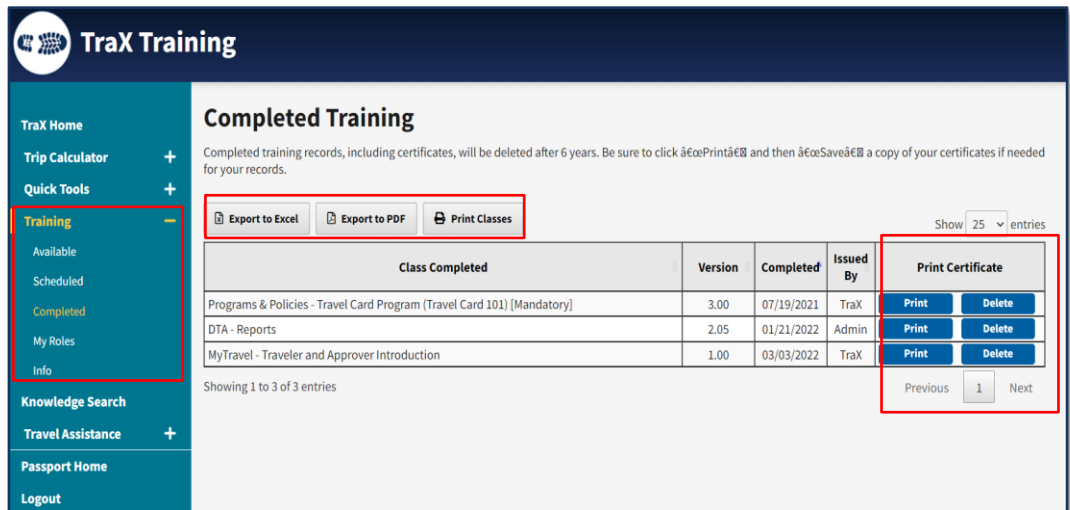 TraX Training
TraX Home
Trip Calculator +
Quick Tools +
Training −
Available
Scheduled
Completed
My Roles
Info
Knowledge Search
Travel Assistance +
Passport Home
Logout
Completed Training
Completed training records, including certificates, will be deleted after 6 years. Be sure to click â€œPrintâ€ and then â€œSaveâ€ a copy of your certificates if needed
for your records.
Export to Excel Export to PDF Print Classes
Show 25 entries
Class Completed Version Completed Issued By Print Certificate
Programs & Policies - Travel Card Program (Travel Card 101) [Mandatory] 3.00 07/19/2021 TraX Print Delete
DTA - Reports 2.05 01/21/2022 Admin Print Delete
MyTravel - Traveler and Approver Introduction 1.00 03/03/2022 TraX Print Delete
Showing 1 to 3 of 3 entries
Previous 1 Next